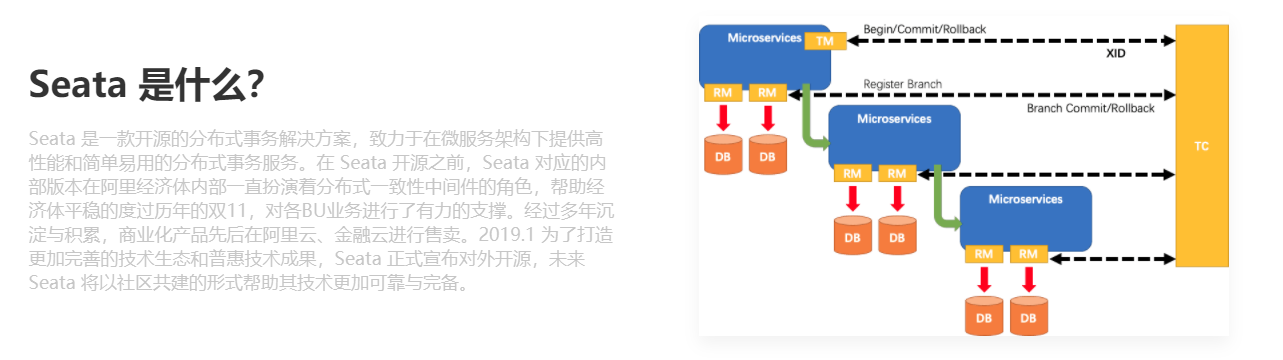 Seata 是什么？
Seata 是一款开源的分布式事务解决方案，致力于在微服务架构下提供高
性能和简单易用的分布式事务服务。在 Seata 开源之前，Seata 对应的内
部版本在阿里经济体内部一直扮演着分布式一致性中间件的角色，帮助经
济体平稳的度过历年的双11，对各BU业务进行了有力的支撑。经过多年沉
淀与积累，商业化产品先后在阿里云、金融云进行售卖。2019.1 为了打造
更加完善的技术生态和普惠技术成果，Seata 正式宣布对外开源，未来
Seata 将以社区共建的形式帮助其技术更加可靠与完备。
Microservices
TM
Begin/Commit/Rollback
XID
RM
RM
Register Branch
Branch Commit/Rollback
DB
DB
Microservices
TC
RM
RM
DB
DB
Microservices
RM
RM
DB
DB